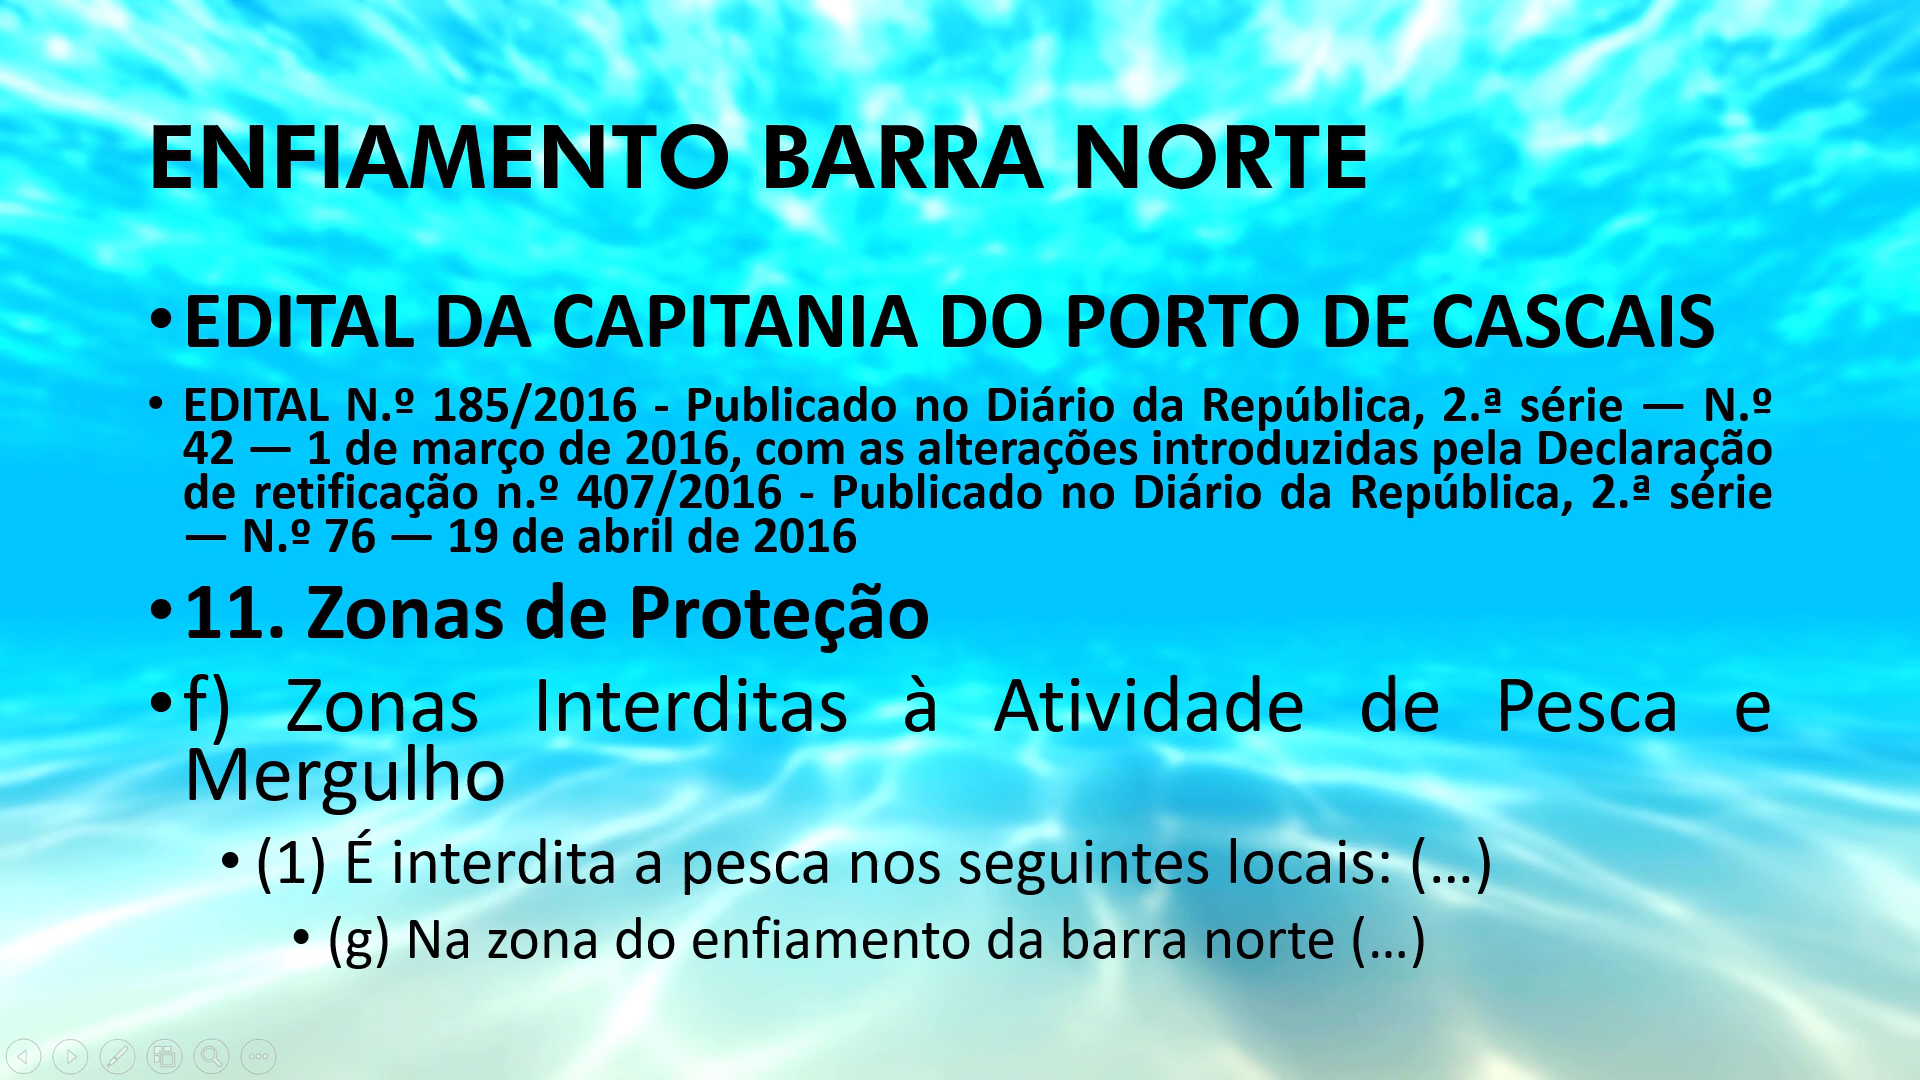 ENFIAMENTO BARRA NORTE
• EDITAL DA CAPITANIA DO PORTO DE CASCAIS
• EDITAL N.º 185/2016 - Publicado no Diário da República, 2.ª série — N.º
42 — 1 de março de 2016, com as alterações introduzidas pela Declaração
de retificação n.º 407/2016 - Publicado no Diário da República, 2.ª série
— N.º 76 — 19 de abril de 2016
• 11. Zonas de Proteção
• f) Zonas Interditas à Atividade de Pesca e
Mergulho
• (1) É interdita a pesca nos seguintes locais: (…)
• (g) Na zona do enfiamento da barra norte (…)